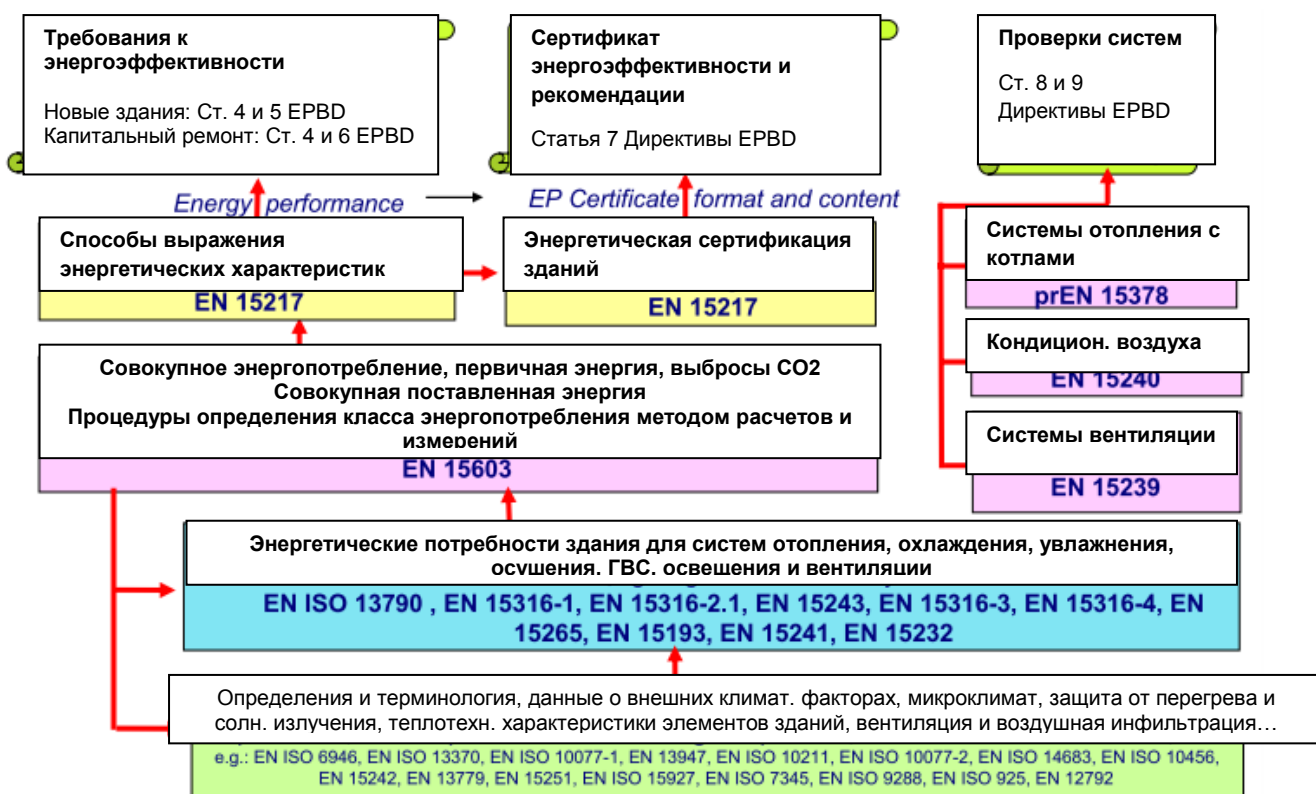 Требования к
энергоэффективности
Новые здания: Ст. 4 и 5 EPBD
Капитальный ремонт: Ст. 4 и 6 EPBD
Сертификат
энергоэффективности и
рекомендации
Статья 7 Директивы EPBD
Проверки систем
Ст. 8 и 9
Директивы EPBD
Energy performance
EP Certificate format and content
Способы выражения
энергетических характеристик
EN 15217
Энергетическая сертификация
зданий
EN 15217
Системы отопления с
котлами
prEN 15378
Кондицион. воздуха
EN 15240
Системы вентиляции
EN 15239
Совокупное энергопотребление, первичная энергия, выбросы CO2
Совокупная поставленная энергия
Процедуры определения класса энергопотребления методом расчетов и
измерений
EN 15603
Энергетические потребности здания для систем отопления, охлаждения, увлажнения,
осушения. ГВС. освещения и вентиляции
EN ISO 13790 , EN 15316-1, EN 15316-2.1, EN 15243, EN 15316-3, EN 15316-4, EN
15265, EN 15193, EN 15241, EN 15232
Определения и терминология, данные о внешних климат. факторах, микроклимат, защита от перегрева и
солн. излучения, теплотехн. характеристики элементов зданий, вентиляция и воздушная инфильтрация…
e.g.: EN ISO 6946, EN ISO 13370, EN ISO 10077-1, EN 13947, EN ISO 10211, EN ISO 10077-2, EN ISO 14683, EN ISO 10456,
EN 15242, EN 13779, EN 15251, EN ISO 15927, EN ISO 7345, EN ISO 9288, EN ISO 925, EN 12792